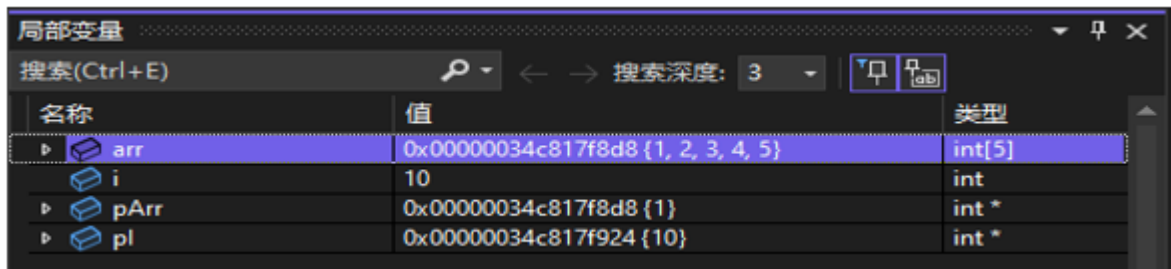 局部变量
搜索(Ctrl+E) 搜索深度: 3
名称 值 类型
arr 0x00000034c817f8d8 {1, 2, 3, 4, 5} int[5]
i 10 int
pArr 0x00000034c817f8d8 {1} int *
pI 0x00000034c817f924 {10} int *